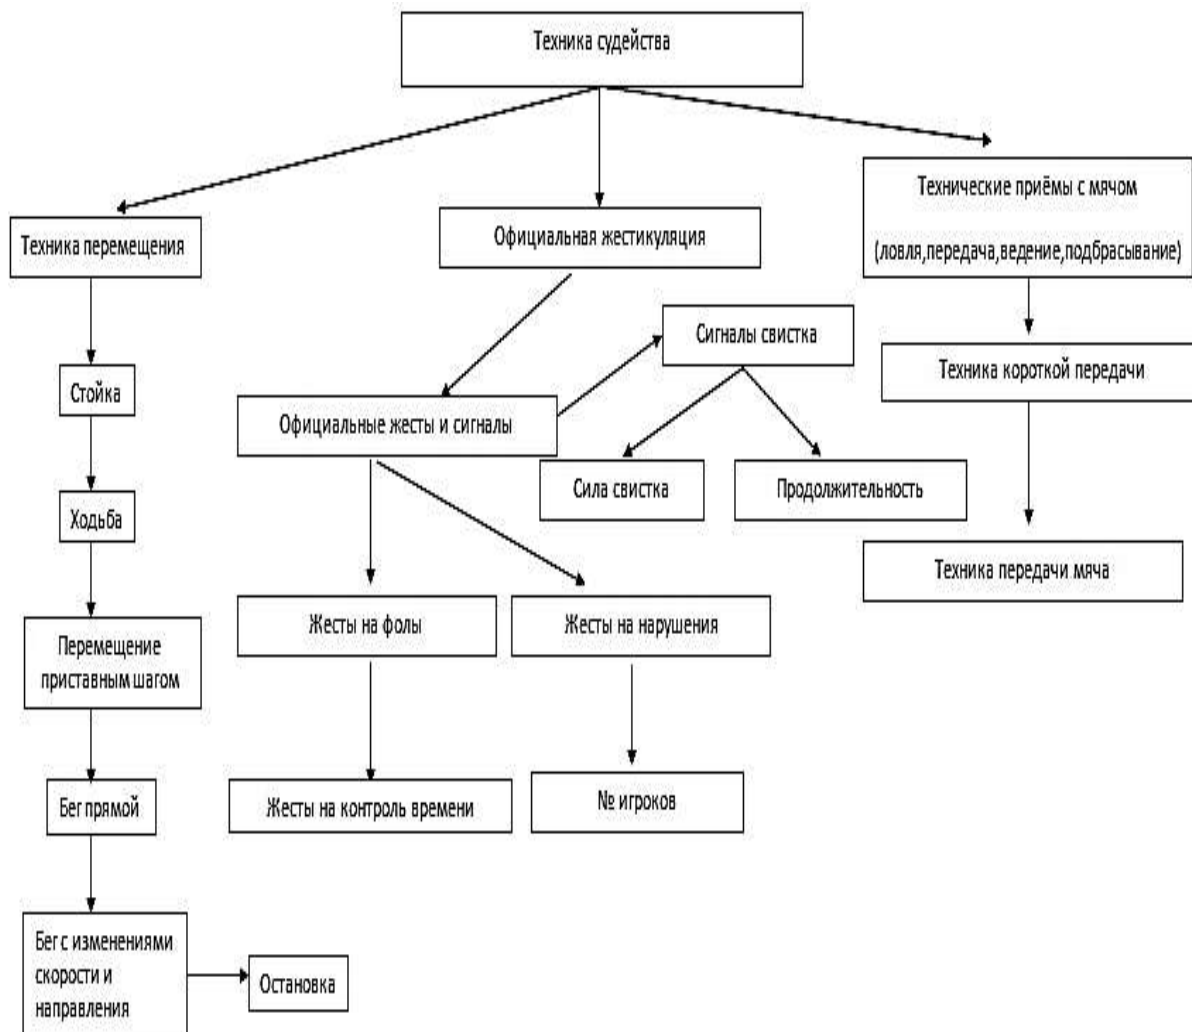 Техника судейства
Техника перемещения
Официальная жестикуляция
Технические приёмы с мячом
(ловля,передача,ведение,подбрасывание)
Сигналы свистка
Стойка
Техника короткой передачи
Официальные жесты и сигналы
Сила свистка
Продолжительность
Ходьба
Техника передачи мяча
Жесты на фолы
Жесты на нарушения
Перемещение
приставным шагом
Бег прямой
Жесты на контроль времени
№ игроков
Бег с изменениями
скорости и
направления
Остановка